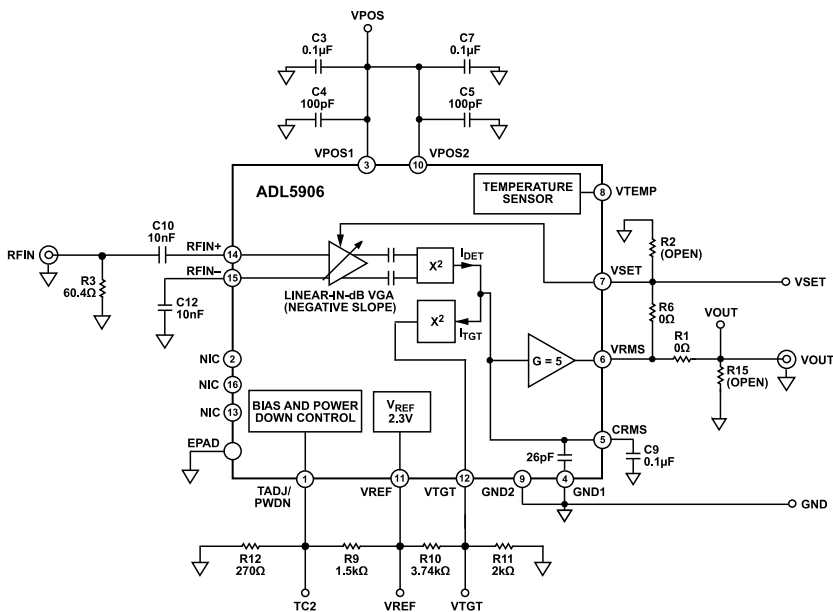 VPOS
C3
0.1µF
C7
0.1µF
C4
100pF
C5
100pF
VPOS1
VPOS2
3
10
ADL5906
TEMPERATURE
SENSOR
8
VTEMP
C10
10nF
RFIN+
RFIN
14
R3
60.4Ω
RFIN–
15
C12
10nF
LINEAR-IN-dB VGA
(NEGATIVE SLOPE)
X²
IDET
X²
ITGT
R2
(OPEN)
7
VSET
VSET
R6
0Ω
VOUT
R1
0Ω
G = 5
6
VRMS
VOUT
R15
(OPEN)
NIC
2
NIC
16
NIC
13
EPAD
BIAS AND POWER
DOWN CONTROL
VREF
2.3V
26pF
5
CRMS
C9
0.1µF
1
11
12
9
4
TADJ/
PWDN
VREF
VTGT
GND2
GND1
GND
R12
270Ω
R9
1.5kΩ
R10
3.74kΩ
R11
2kΩ
TC2
VREF
VTGT